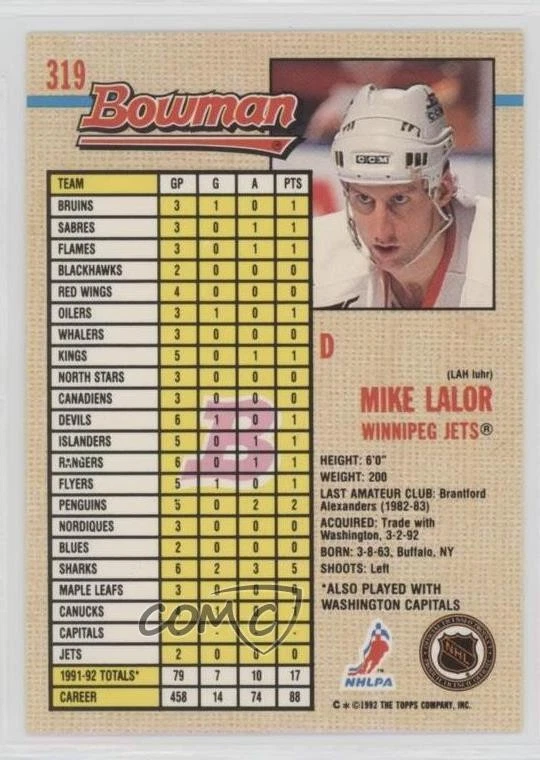 319
Bowman
CCM
TEAM GP G A PTS
BRUINS 3 1 0 1
SABRES 3 0 1 1
FLAMES 3 0 1 1
BLACKHAWKS 2 0 0 0
RED WINGS 4 0 0 0
OILERS 3 1 0 1
WHALERS 3 0 0 0
KINGS 5 0 1 1
NORTH STARS 3 0 0 0
CANADIENS 3 0 0 0
DEVILS 6 1 0 1
ISLANDERS 5 0 1
RANGERS 6 0 1 1
FLYERS 5 1 0 1
PENGUINS 5 0 2 2
NORDIQUES 3 0 0 0
BLUES 2 0 0 0
SHARKS 6 2 3 5
MAPLE LEAFS 3 0 0 0
CANUCKS 1 0
CAPITALS - - - -
JETS 2 0 0 0
1991-92 TOTALS* 79 7 10 17
CAREER 458 14 74 88
B
COMC
D
(LAH luhr)
MIKE LALOR
WINNIPEG JETS®
HEIGHT: 6'0"
WEIGHT: 200
LAST AMATEUR CLUB: Brantford
Alexanders (1982-83)
ACQUIRED: Trade with
Washington, 3-2-92
BORN: 3-8-63, Buffalo, NY
SHOOTS: Left
*ALSO PLAYED WITH
WASHINGTON CAPITALS
NHLPA
NHL
C * ©1992 THE TOPPS COMPANY, INC.